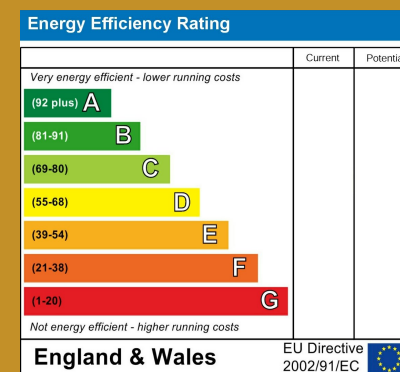 Energy Efficiency Rating
Current Potentia
Very energy efficient - lower running costs
(92 plus) A
(81-91) B
(69-80) C
(55-68) D
(39-54) E
(21-38) F
(1-20) G
Not energy efficient - higher running costs
England & Wales
EU Directive
2002/91/EC